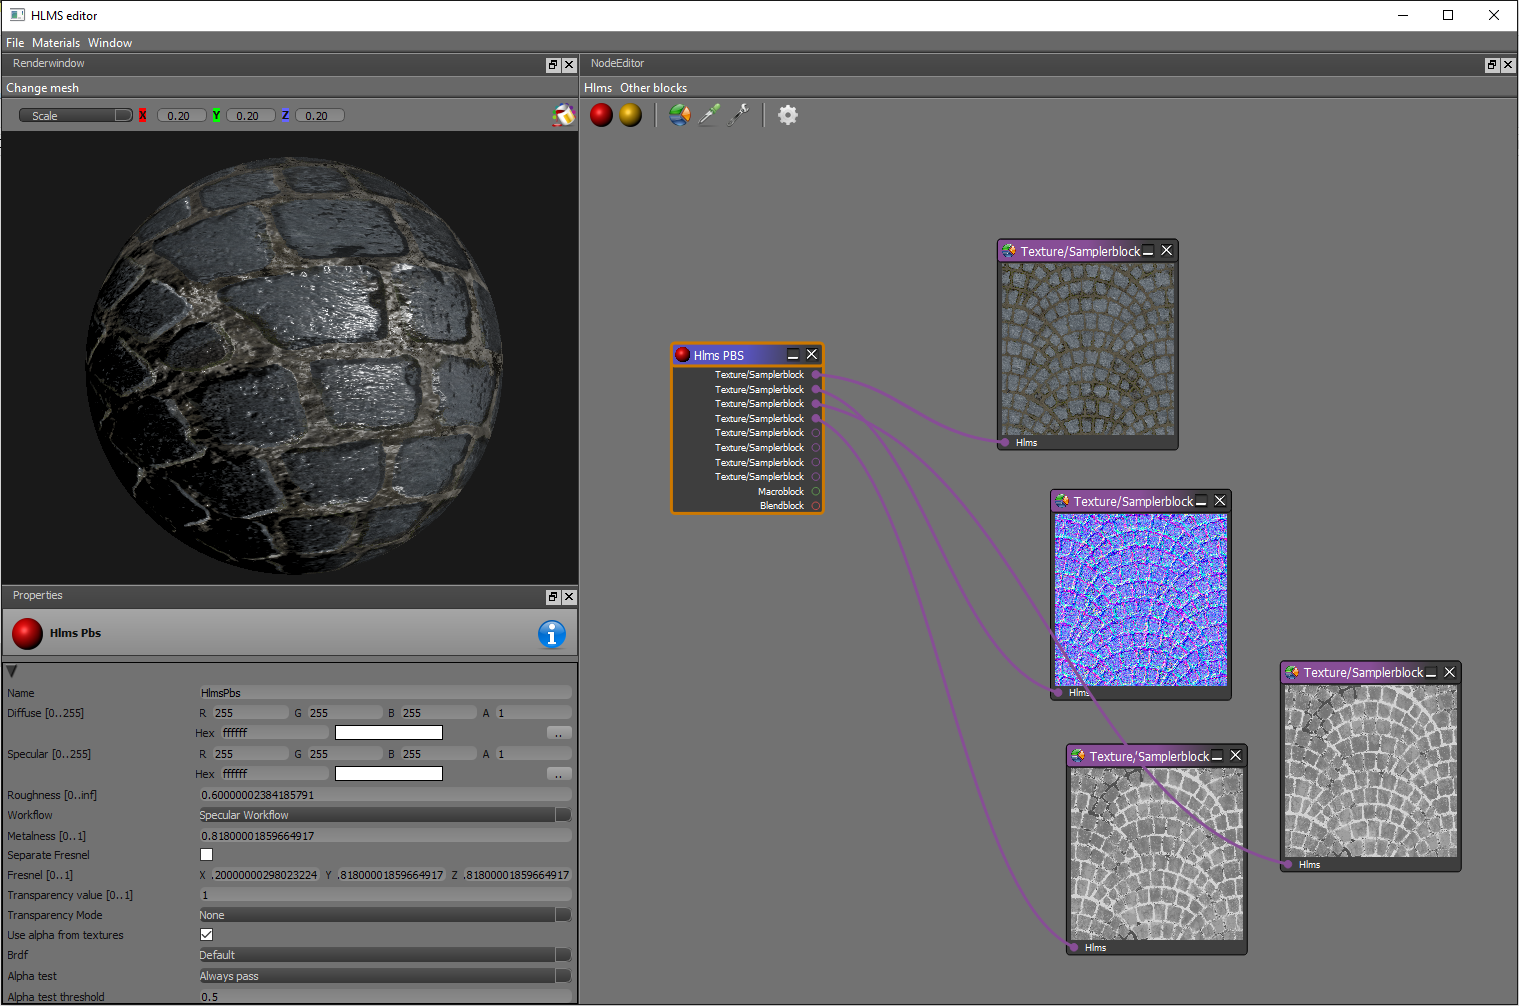 HLMS editor
File Materials Window
Renderwindow
Change mesh
Scale X 0.20 Y 0.20 Z 0.20
NodeEditor
Hlms Other blocks
Hlms PBS
Texture/Samplerblock
Texture/Samplerblock
Texture/Samplerblock
Texture/Samplerblock
Texture/Samplerblock
Texture/Samplerblock
Texture/Samplerblock
Texture/Samplerblock
Macroblock
Blendblock
Texture/Samplerblock
Hlms
Texture/Samplerblock
Hlms
Texture/Samplerblock
Hlms
Texture/Samplerblock
Hlms
Properties
Hlms Pbs
Name HlmsPbs
Diffuse [0..255] R 255 G 255 B 255 A 1
Hex ffffff ..
Specular [0..255] R 255 G 255 B 255 A 1
Hex ffffff ..
Roughness [0..inf] 0.60000002384185791
Workflow Specular Workflow
Metalness [0..1] 0.81800001859664917
Separate Fresnel
Fresnel [0..1] X .20000000298023224 Y .81800001859664917 Z .81800001859664917
Transparency value [0..1] 1
Transparency Mode None
Use alpha from textures
Brdf Default
Alpha test Always pass
Alpha test threshold 0.5